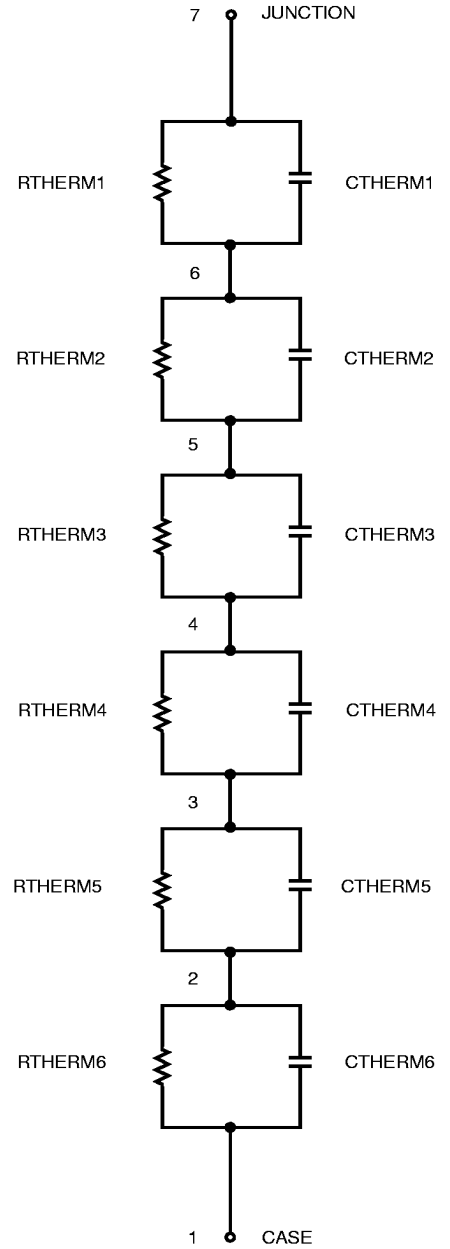 7 JUNCTION
RTHERM1 CTHERM1
6
RTHERM2 CTHERM2
5
RTHERM3 CTHERM3
4
RTHERM4 CTHERM4
3
RTHERM5 CTHERM5
2
RTHERM6 CTHERM6
1 CASE